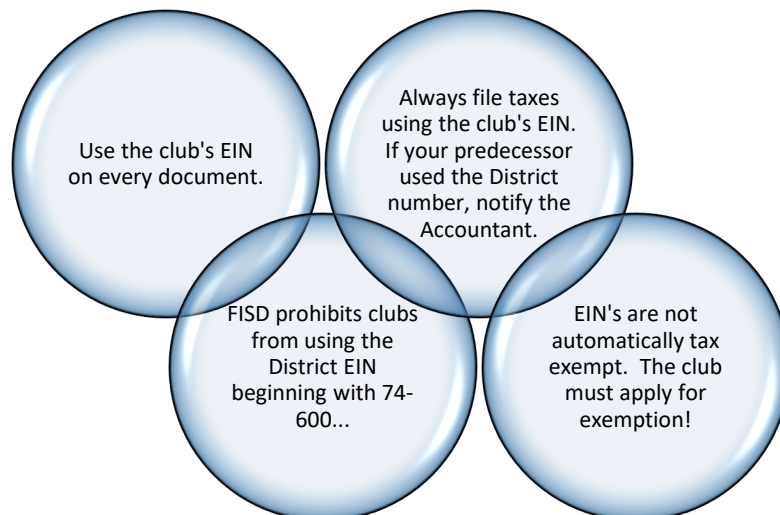 Use the club's EIN
on every document.
Always file taxes
using the club's EIN.
If your predecessor
used the District
number, notify the
Accountant.
FISD prohibits clubs
from using the
District EIN
beginning with 74-
600...
EIN's are not
automatically tax
exempt.  The club
must apply for
exemption!